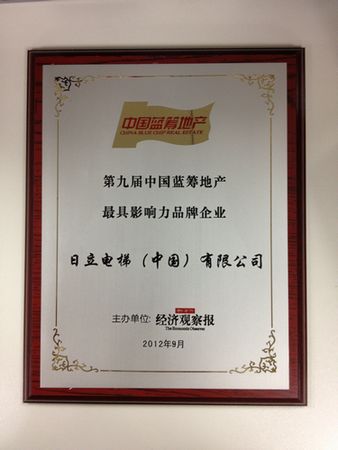 中国蓝筹地产
CHINA BLUE CHIP REAL ESTATE
第九届中国蓝筹地产
最具影响力品牌企业
日立电梯（中国）有限公司
主办单位: 经济观察报
The Economic Observer
2012年9月